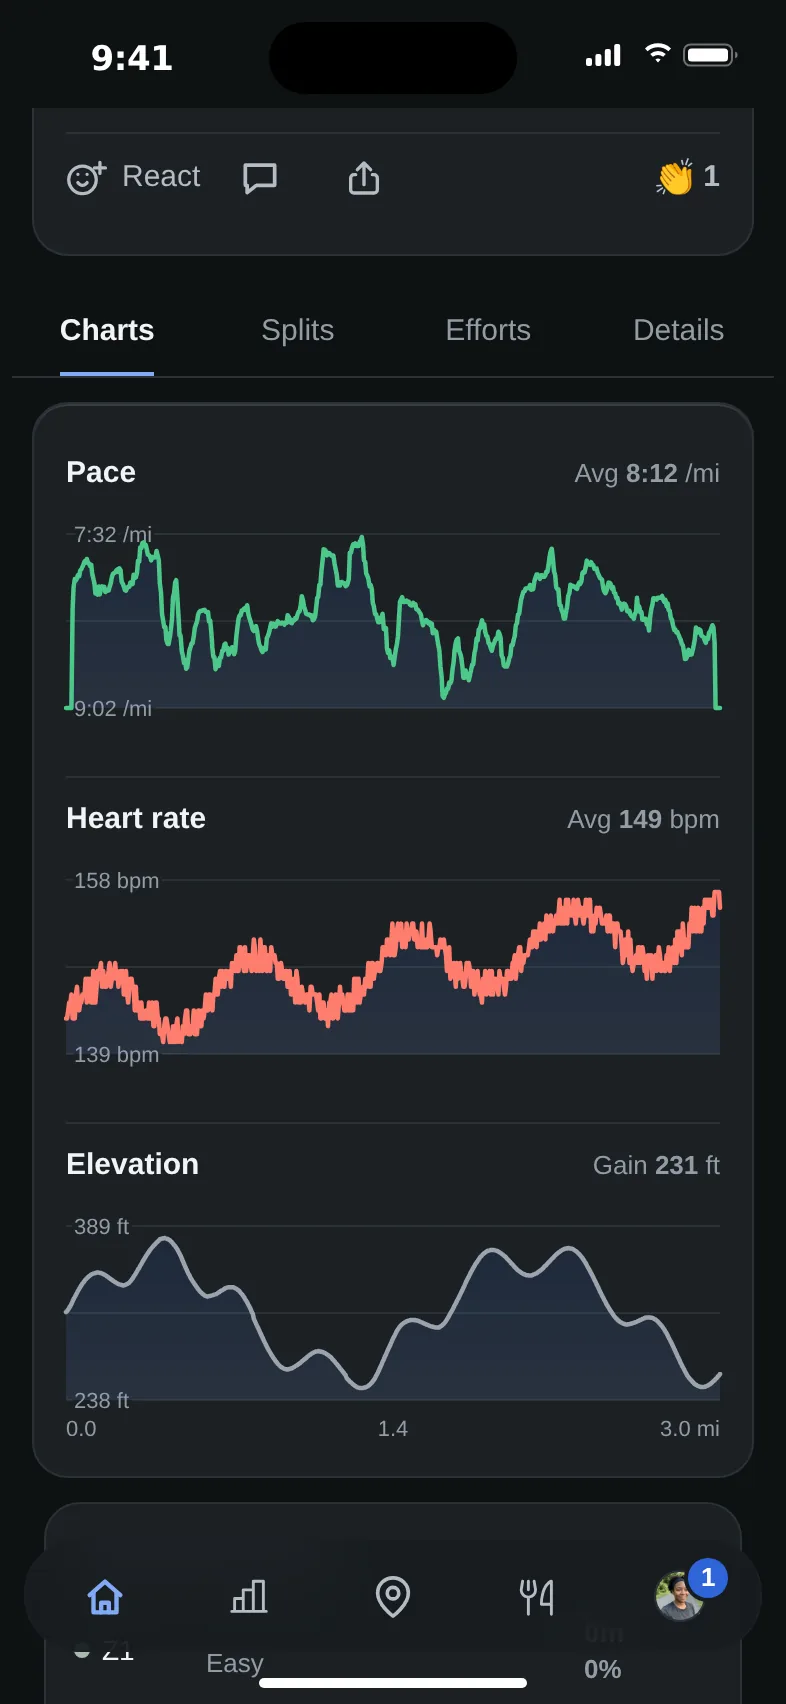 9:41
React
1
Charts Splits Efforts Details
Pace Avg 8:12 /mi
7:32 /mi
9:02 /mi
Heart rate Avg 149 bpm
158 bpm
139 bpm
Elevation Gain 231 ft
389 ft
238 ft
0.0 1.4 3.0 mi
1
0m
Z1 Easy 0%